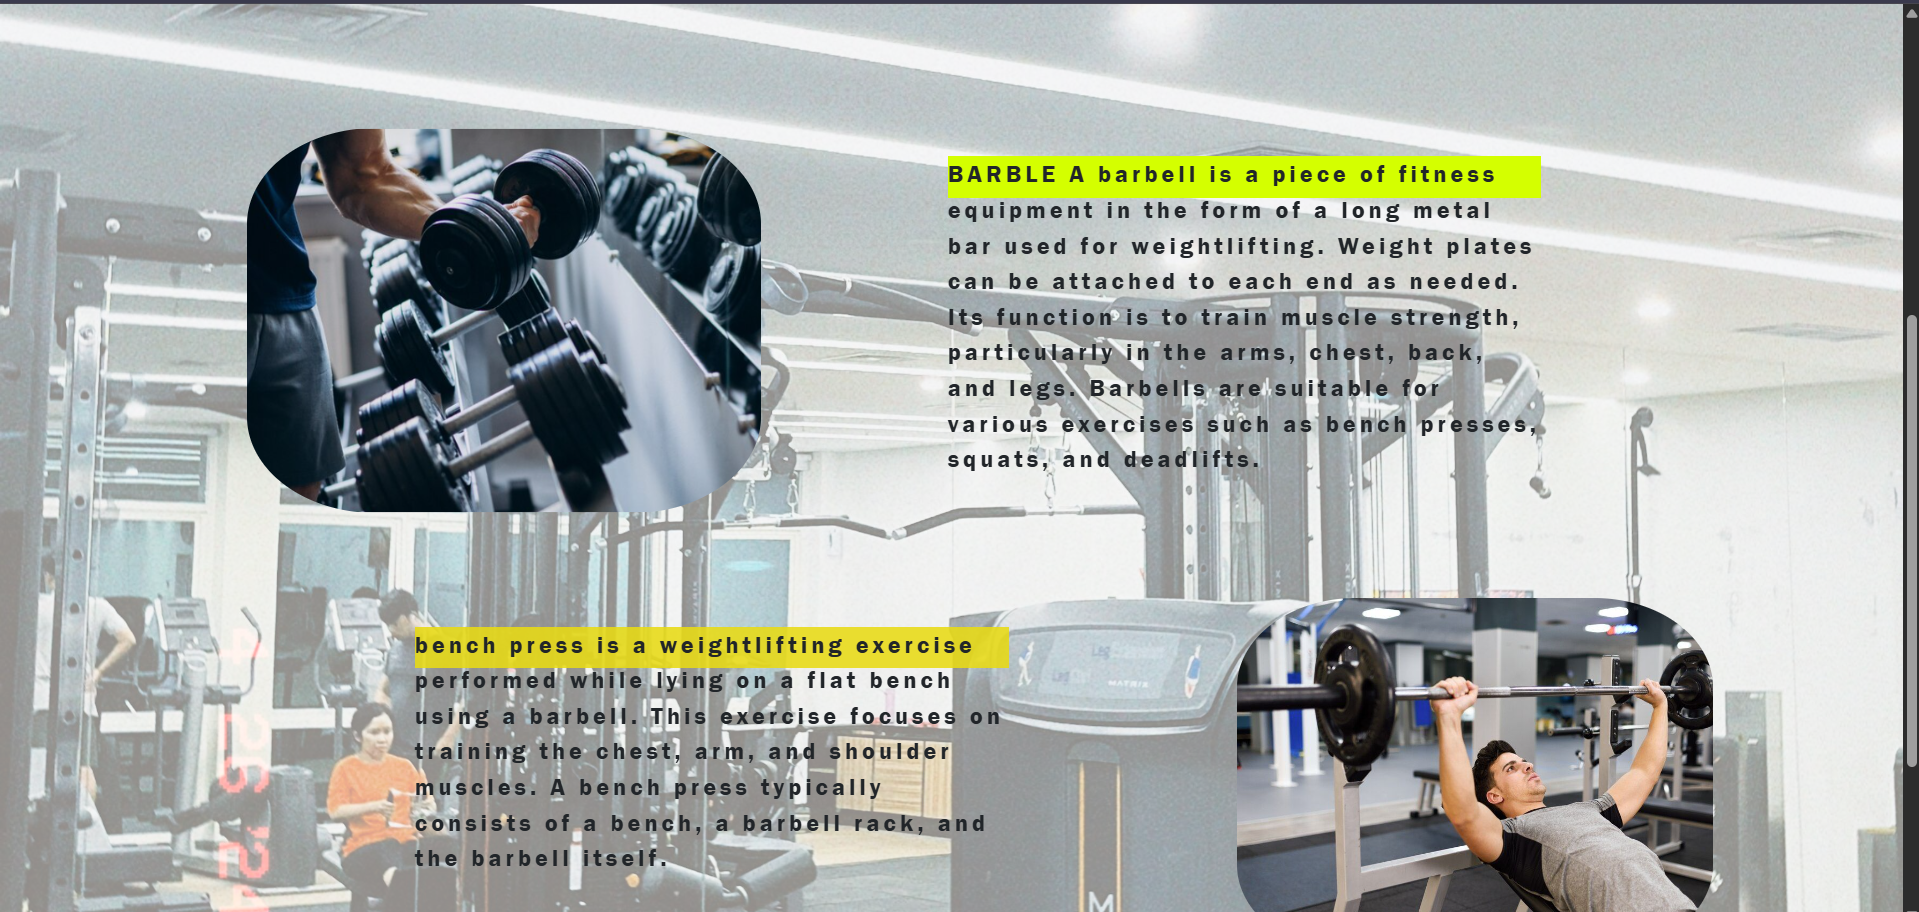 BARBLE A barbell is a piece of fitness
equipment in the form of a long metal
bar used for weightlifting. Weight plates
can be attached to each end as needed.
Its function is to train muscle strength,
particularly in the arms, chest, back,
and legs. Barbells are suitable for
various exercises such as bench presses,
squats, and deadlifts.
bench press is a weightlifting exercise
performed while lying on a flat bench
using a barbell. This exercise focuses on
training the chest, arm, and shoulder
muscles. A bench press typically
consists of a bench, a barbell rack, and
the barbell itself.
Leg
MATRIX
M